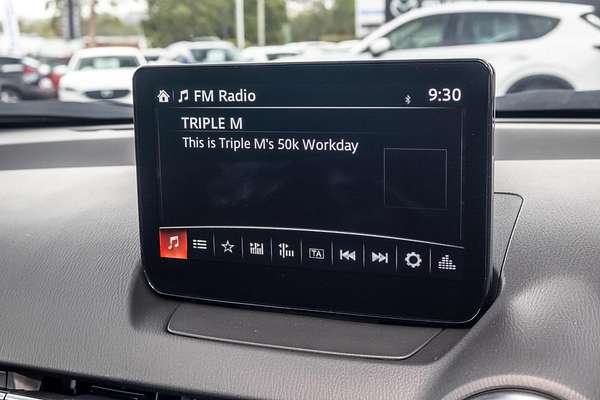 FM Radio 9:30
TRIPLE M
This is Triple M's 50k Workday
TA